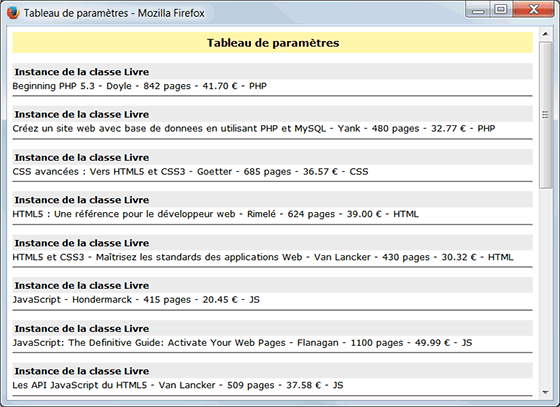 Tableau de paramètres - Mozilla Firefox
Tableau de paramètres
Instance de la classe Livre
Beginning PHP 5.3 - Doyle - 842 pages - 41.70 € - PHP
Instance de la classe Livre
Créez un site web avec base de donnees en utilisant PHP et MySQL - Yank - 480 pages - 32.77 € - PHP
Instance de la classe Livre
CSS avancées : Vers HTML5 et CSS3 - Goetter - 685 pages - 36.57 € - CSS
Instance de la classe Livre
HTML5 : Une référence pour le développeur web - Rimelé - 624 pages - 39.00 € - HTML
Instance de la classe Livre
HTML5 et CSS3 - Maîtrisez les standards des applications Web - Van Lancker - 430 pages - 30.32 € - HTML
Instance de la classe Livre
JavaScript - Hondermarck - 415 pages - 20.45 € - JS
Instance de la classe Livre
JavaScript: The Definitive Guide: Activate Your Web Pages - Flanagan - 1100 pages - 49.99 € - JS
Instance de la classe Livre
Les API JavaScript du HTML5 - Van Lancker - 509 pages - 37.58 € - JS